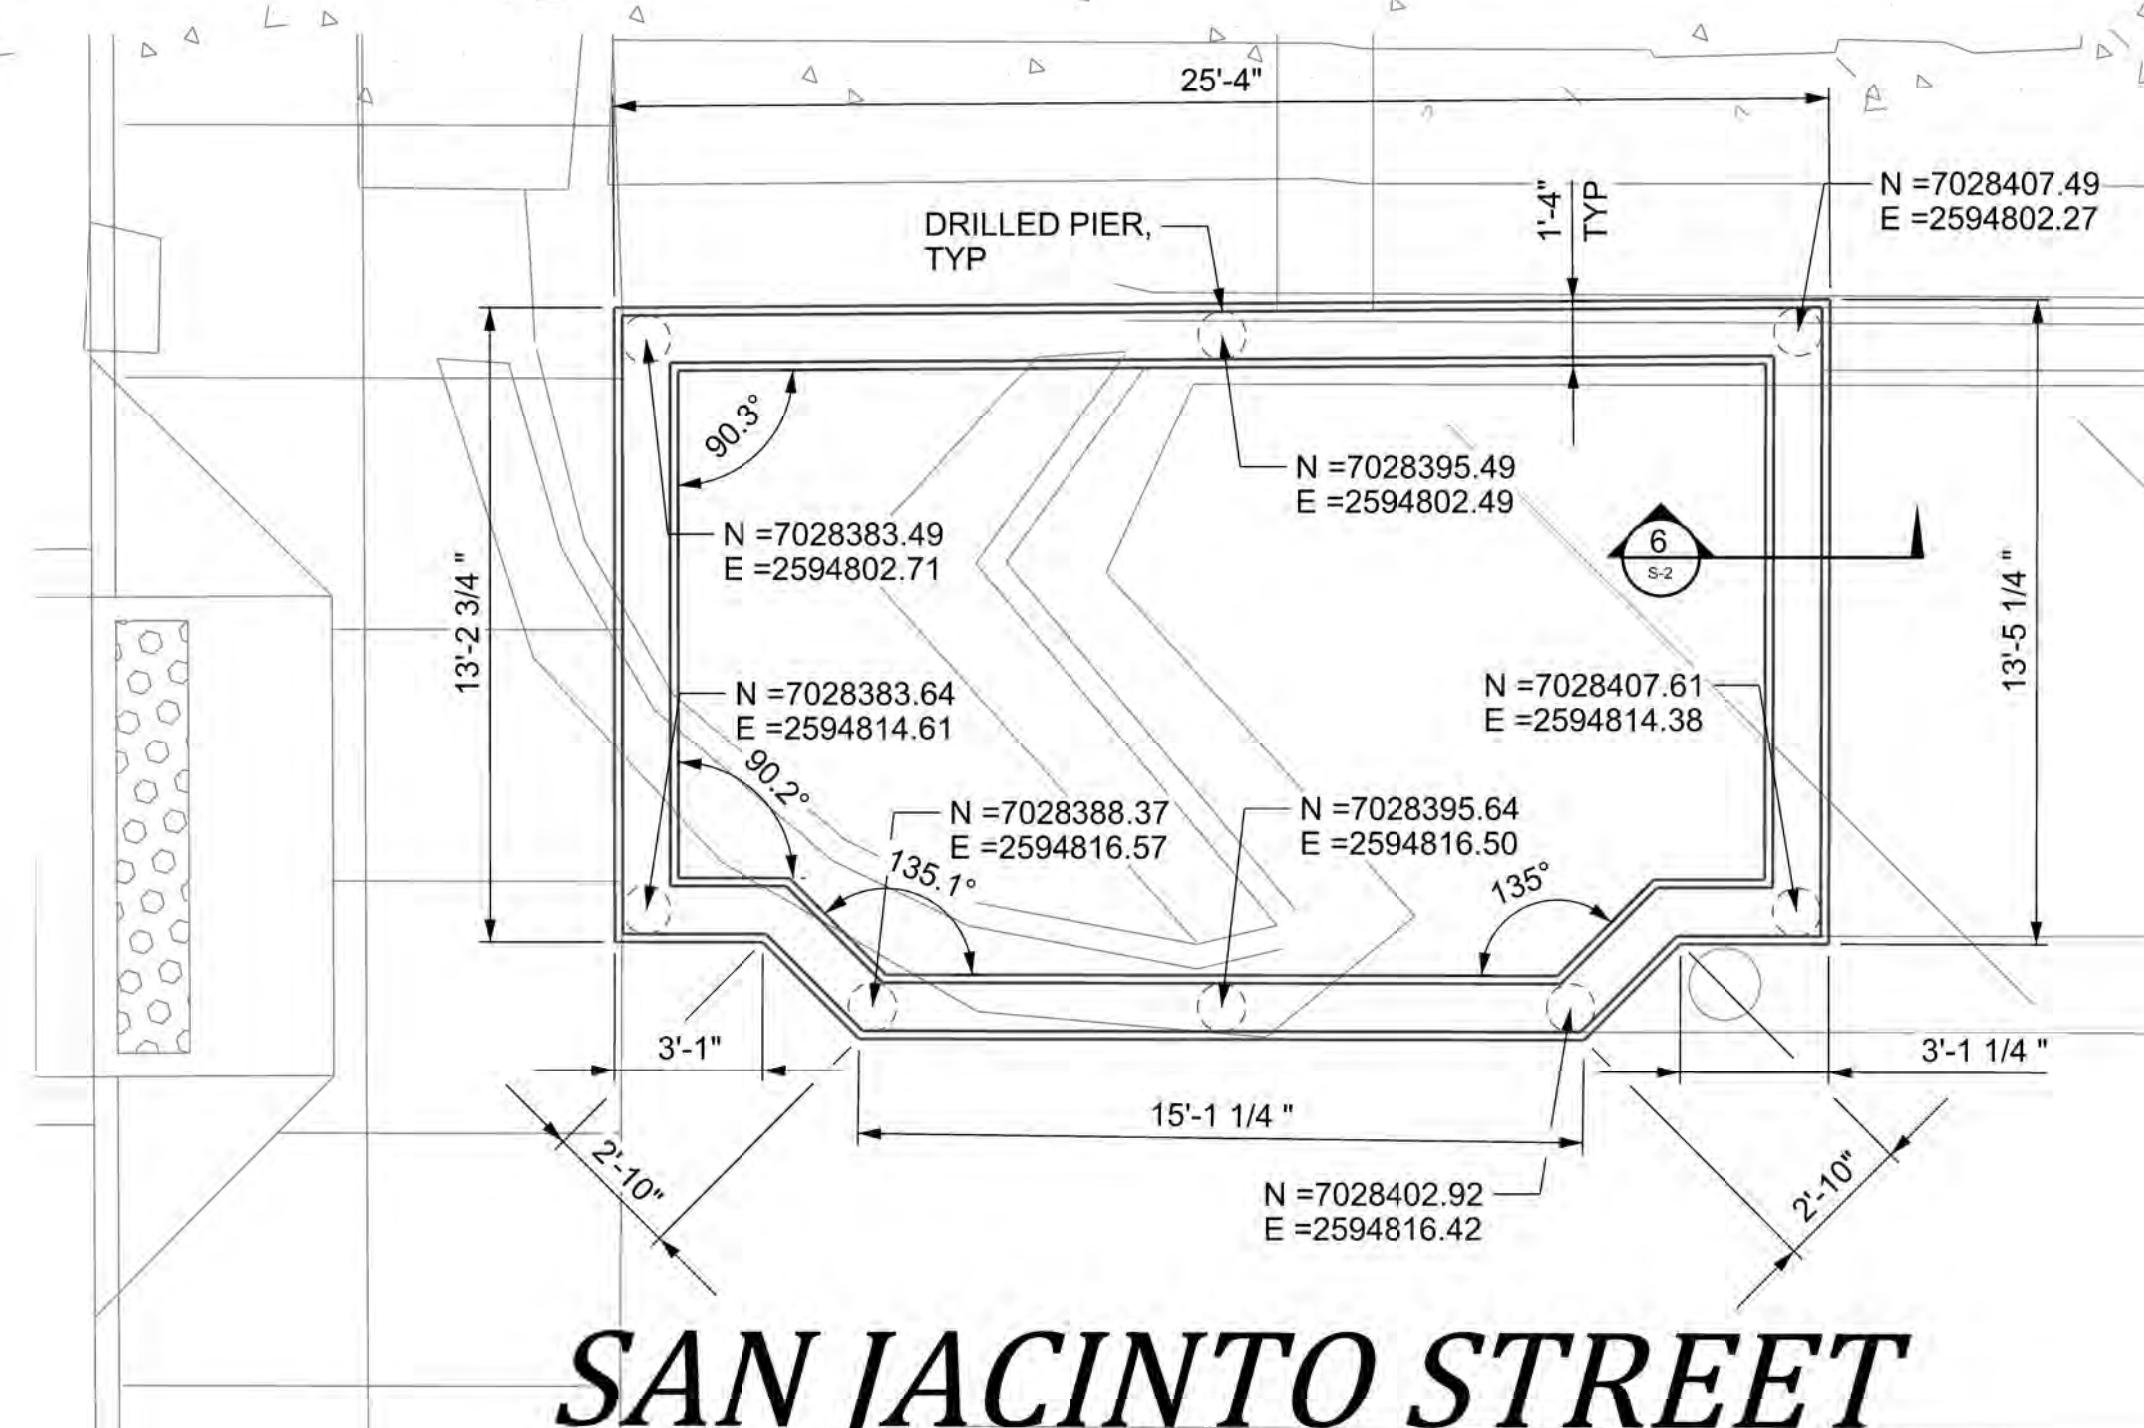 25'-4"
N =7028407.49
E =2594802.27
1'-4"
TYP
DRILLED PIER,
TYP
90.3°
N =7028395.49
E =2594802.49
N =7028383.49
E =2594802.71
6
S-2
13'-2 3/4 "
13'-5 1/4 "
N =7028383.64
E =2594814.61
N =7028407.61
E =2594814.38
90.2°
N =7028388.37
E =2594816.57
N =7028395.64
E =2594816.50
135.1°
135°
3'-1"
3'-1 1/4 "
15'-1 1/4 "
2'-10"
2'-10"
N =7028402.92
E =2594816.42
SAN JACINTO STREET